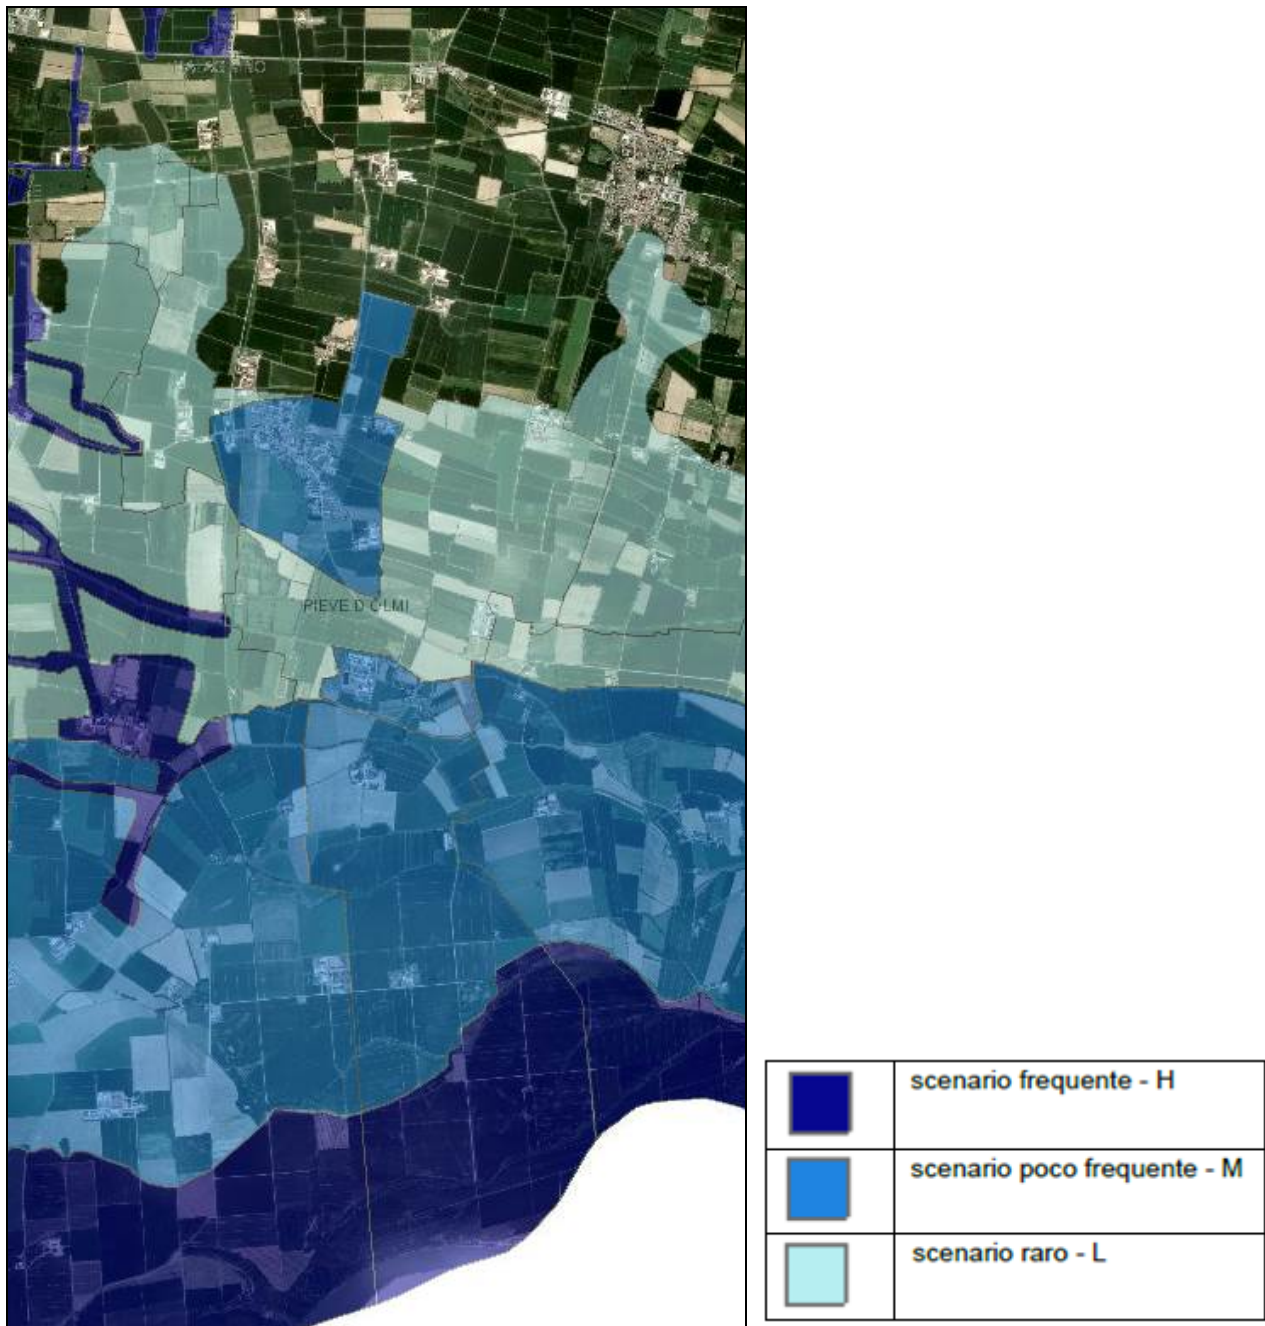 PIEVE D'OLMI
scenario frequente - H
scenario poco frequente - M
scenario raro - L